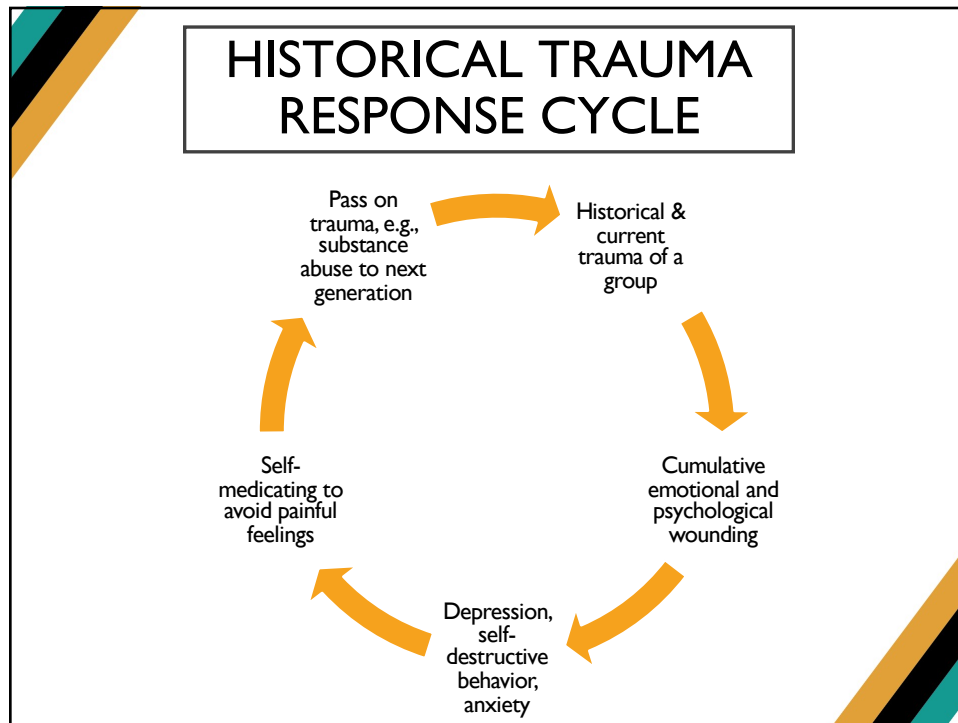 HISTORICAL TRAUMA
RESPONSE CYCLE
Pass on
trauma, e.g.,
substance
abuse to next
generation
Historical &
current
trauma of a
group
Cumulative
emotional and
psychological
wounding
Depression,
self-
destructive
behavior,
anxiety
Self-
medicating to
avoid painful
feelings